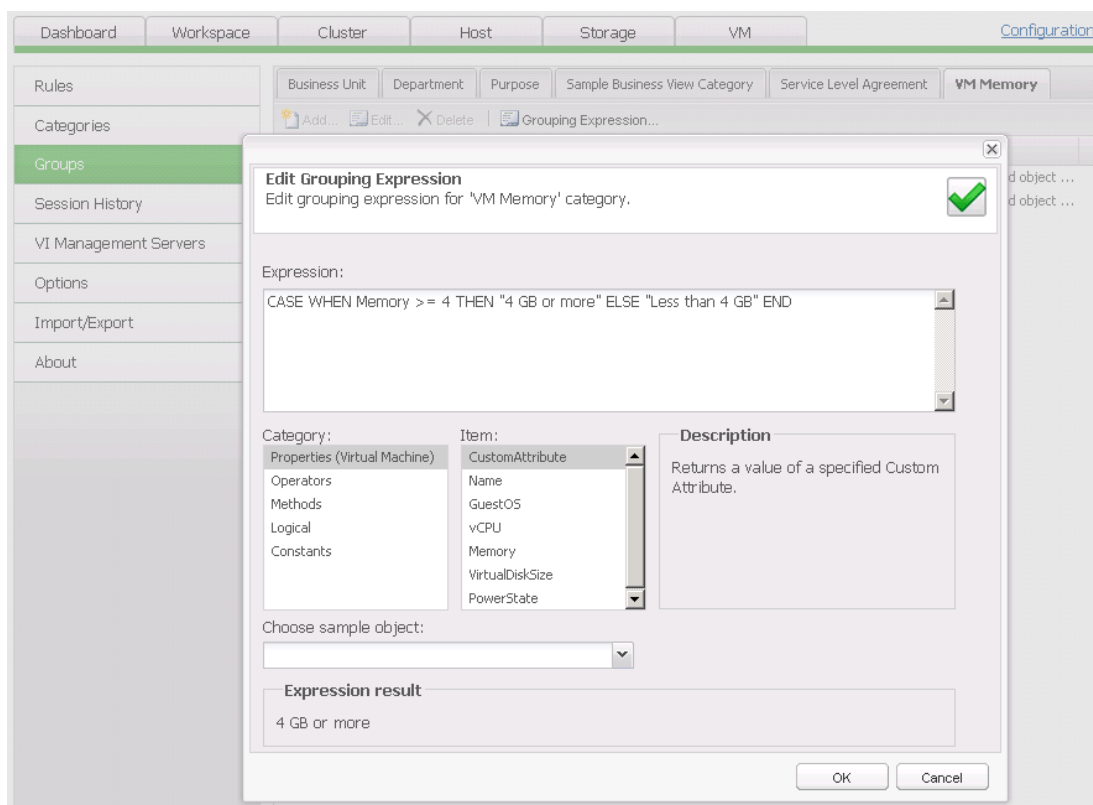 Dashboard Workspace Cluster Host Storage VM Configuration
Rules
Categories
Groups
Session History
VI Management Servers
Options
Import/Export
About
Business Unit Department Purpose Sample Business View Category Service Level Agreement VM Memory
Add... Edit... Delete Grouping Expression...
d object ...
d object ...
Edit Grouping Expression
Edit grouping expression for 'VM Memory' category.
Expression:
CASE WHEN Memory >= 4 THEN "4 GB or more" ELSE "Less than 4 GB" END
Category:
Properties (Virtual Machine)
Operators
Methods
Logical
Constants
Item:
CustomAttribute
Name
GuestOS
vCPU
Memory
VirtualDiskSize
PowerState
Description
Returns a value of a specified Custom
Attribute.
Choose sample object:
Expression result
4 GB or more
OK Cancel